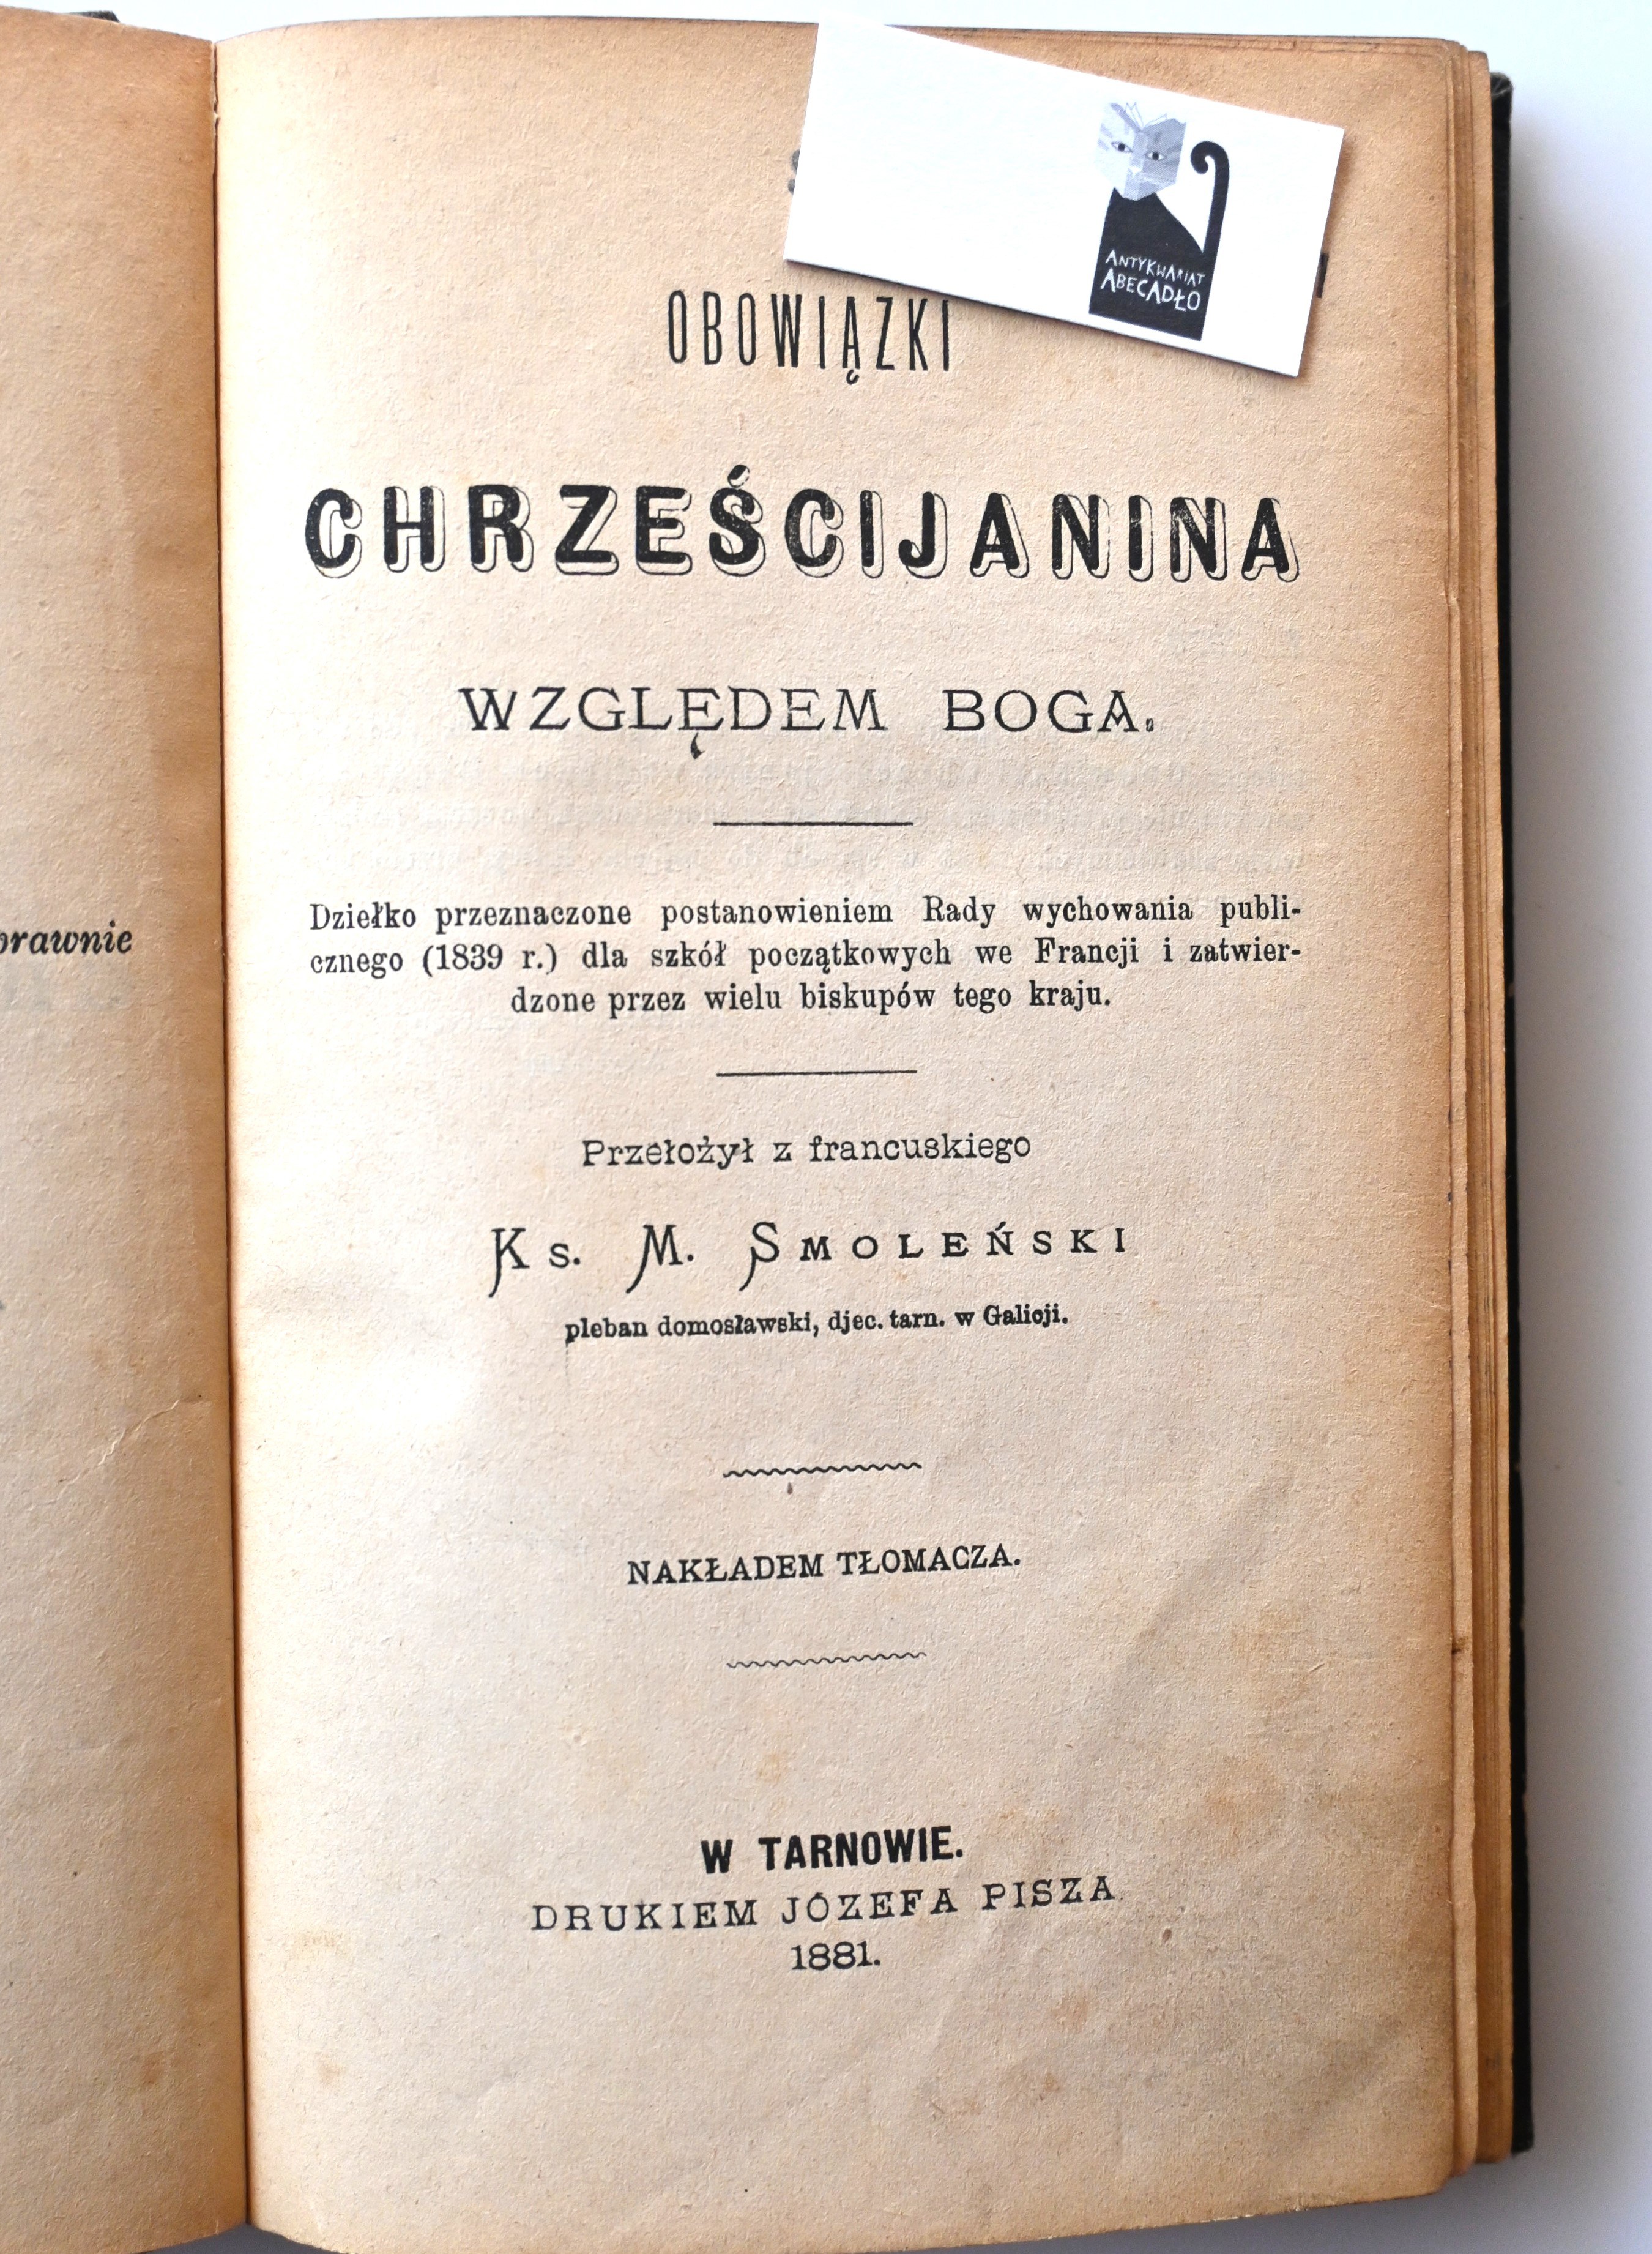 ANTYKWARIAT
ABECADŁO
OBOWIĄZKI
CHRZEŚCIJANINA
WZGLĘDEM BOGA.
Dziełko przeznaczone postanowieniem Rady wychowania publi-
cznego (1839 r.) dla szkół początkowych we Francji i zatwier-
dzone przez wielu biskupów tego kraju.
Przełożył z francuskiego
Ks. M. SMOLEŃSKI
pleban domosławski, djec. tarn. w Galicji.
NAKŁADEM TŁOMACZA.
W TARNOWIE.
DRUKIEM JÓZEFA PISZA
1881.